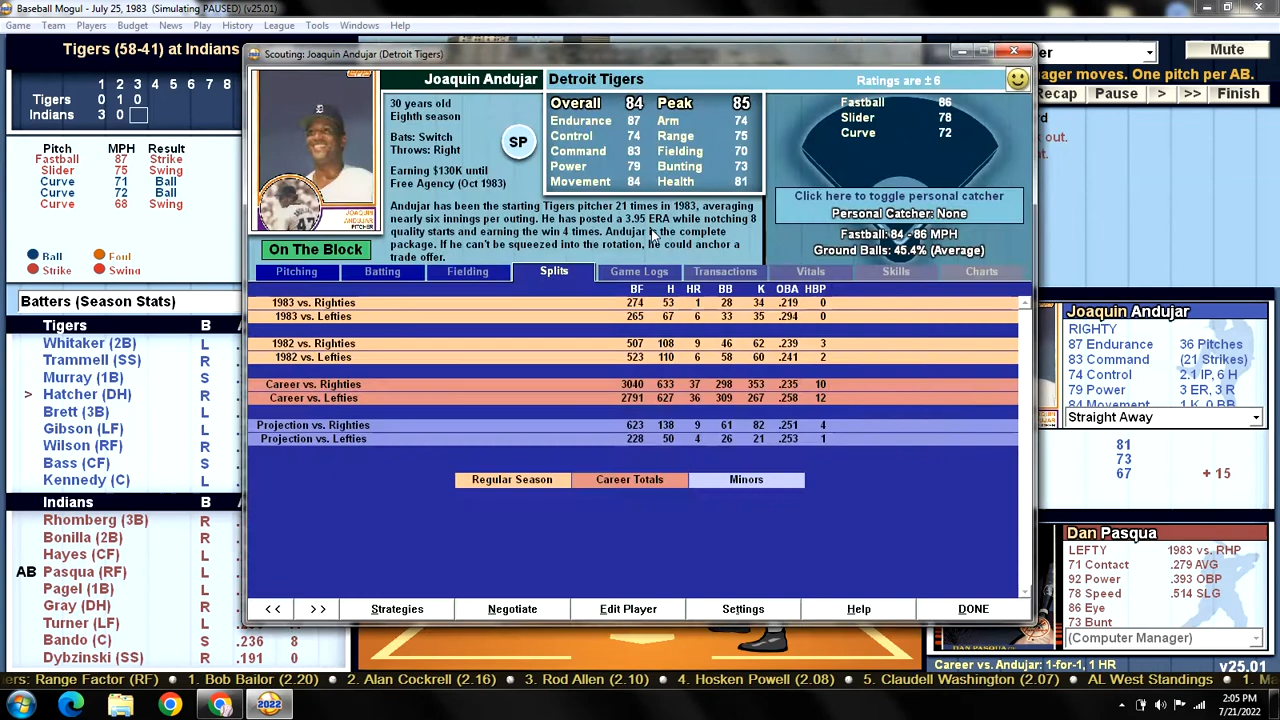 Baseball Mogul - July 25, 1983 (Simulating PAUSED) (v25.01)
Game Team Players Budget News Play History League Tools Windows Help
Tigers (58-41) at Indians
1 2 3 4 5 6 7 8
Tigers 0 1 0
Indians 3 0
Pitches MPH Result
Fastball 87 Strike
Slider 75 Swing
Curve 71 Ball
Curve 72 Ball
Curve 68 Swing
Ball Foul
Strike Swing
Batters (Season Stats)
Tigers B
Whitaker (2B) L
Trammell (SS) R
Murray (1B) S
> Hatcher (DH) R
Brett (3B) L
Gibson (LF) L
Wilson (RF) R
Bass (CF) S
Kennedy (C) L
Indians B
Rhomberg (3B) R
Bonilla (2B) R
Hayes (CF) L
AB Pasqua (RF) L
Pagel (1B) L
Gray (DH) R
Turner (LF) L
Bando (C) S .236 8
Dybzinski (SS) R .191 0
Scouting: Joaquin Andujar (Detroit Tigers)
Joaquin Andujar
Detroit Tigers
Ratings are ± 6
30 years old
Eighth season
Bats: Switch
Throws: Right
Earning $130K until
Free Agency (Oct 1983)
SP
Overall 84 Peak 85
Endurance 87 Arm 74
Control 74 Range 75
Command 83 Fielding 70
Power 79 Bunting 73
Movement 84 Health 81
Fastball 86
Slider 78
Curve 72
Click here to toggle personal catcher
Personal Catcher: None
Fastball: 84 - 86 MPH
Ground Balls: 45.4% (Average)
JOAQUIN
ANDUJAR
PITCHER
On The Block
Andujar has been the starting Tigers pitcher 21 times in 1983, averaging
nearly six innings per outing. He has posted a 3.95 ERA while notching 8
quality starts and earning the win 4 times. Andujar is the complete
package. If he can't be squeezed into the rotation, he could anchor a
trade offer.
Pitching Batting Fielding Splits Game Logs Transactions Vitals Skills Charts
BF H HR BB K OBA HBP
1983 vs. Righties 274 53 1 28 34 .219 0
1983 vs. Lefties 265 67 6 33 35 .294 0
1982 vs. Righties 507 108 9 46 62 .239 3
1982 vs. Lefties 523 110 6 58 60 .241 2
Career vs. Righties 3040 633 37 298 353 .235 10
Career vs. Lefties 2791 627 36 309 267 .258 12
Projection vs. Righties 623 138 9 61 82 .251 4
Projection vs. Lefties 228 50 4 26 21 .253 1
Regular Season Career Totals Minors
<< >> Strategies Negotiate Edit Player Settings Help DONE
Mute
ager moves. One pitch per AB.
Recap Pause > >> Finish
Joaquin Andujar
RIGHTY
87 Endurance 36 Pitches
83 Command (21 Strikes)
74 Control 2.1 IP, 6 H
79 Power 3 ER, 3 R
84 Movement 1 K, 0 BB
Straight Away
81
73
67 + 15
Dan Pasqua
LEFTY 1983 vs. RHP
71 Contact .279 AVG
92 Power .393 OBP
78 Speed .514 SLG
86 Eye
73 Bunt
(Computer Manager)
DAN PASQUA
Career vs. Andujar: 1-for-1, 1 HR
v25.01
ers: Range Factor (RF) • 1. Bob Bailor (2.20) • 2. Alan Cockrell (2.16) • 3. Rod Allen (2.10) • 4. Hosken Powell (2.08) • 5. Claudell Washington (2.07) • AL West Standings • 1.
2022
2:05 PM
7/21/2022